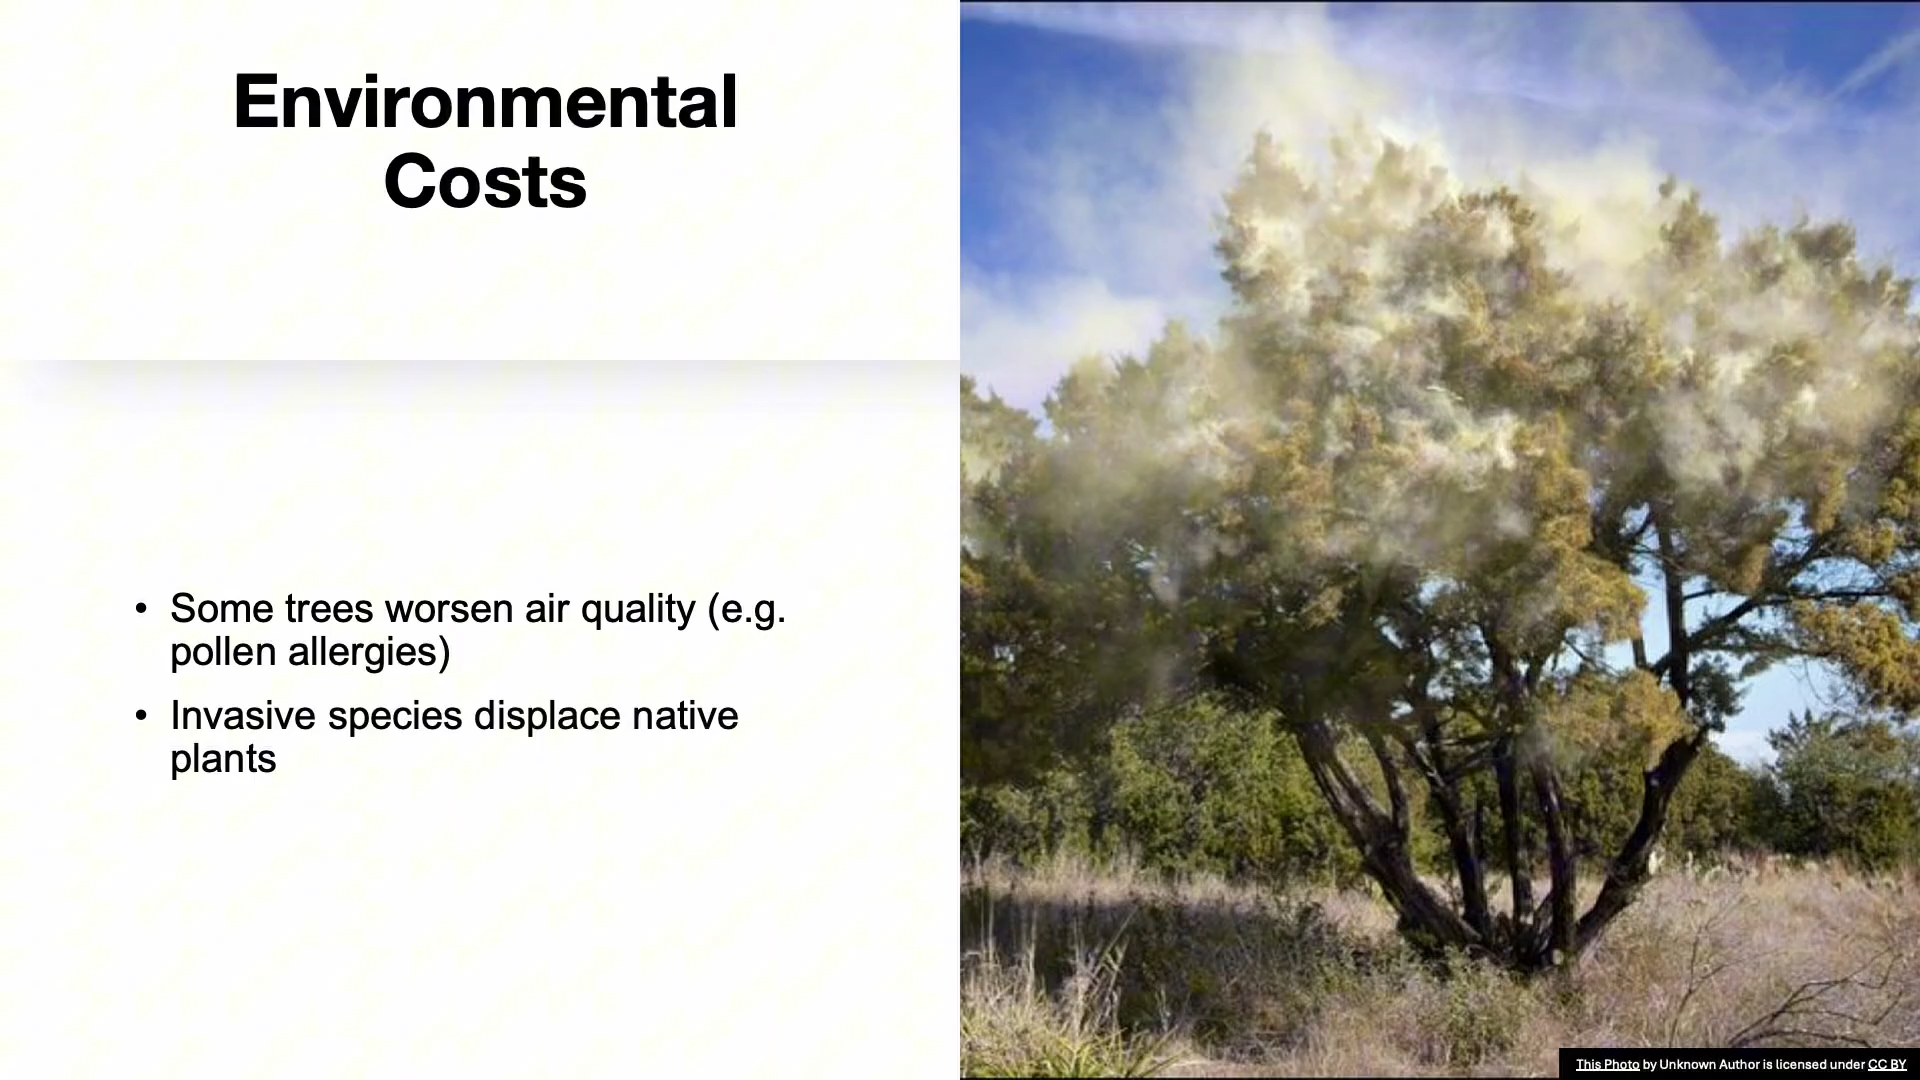 Environmental
Costs
• Some trees worsen air quality (e.g.
pollen allergies)
• Invasive species displace native
plants
This Photo by Unknown Author is licensed under CC BY